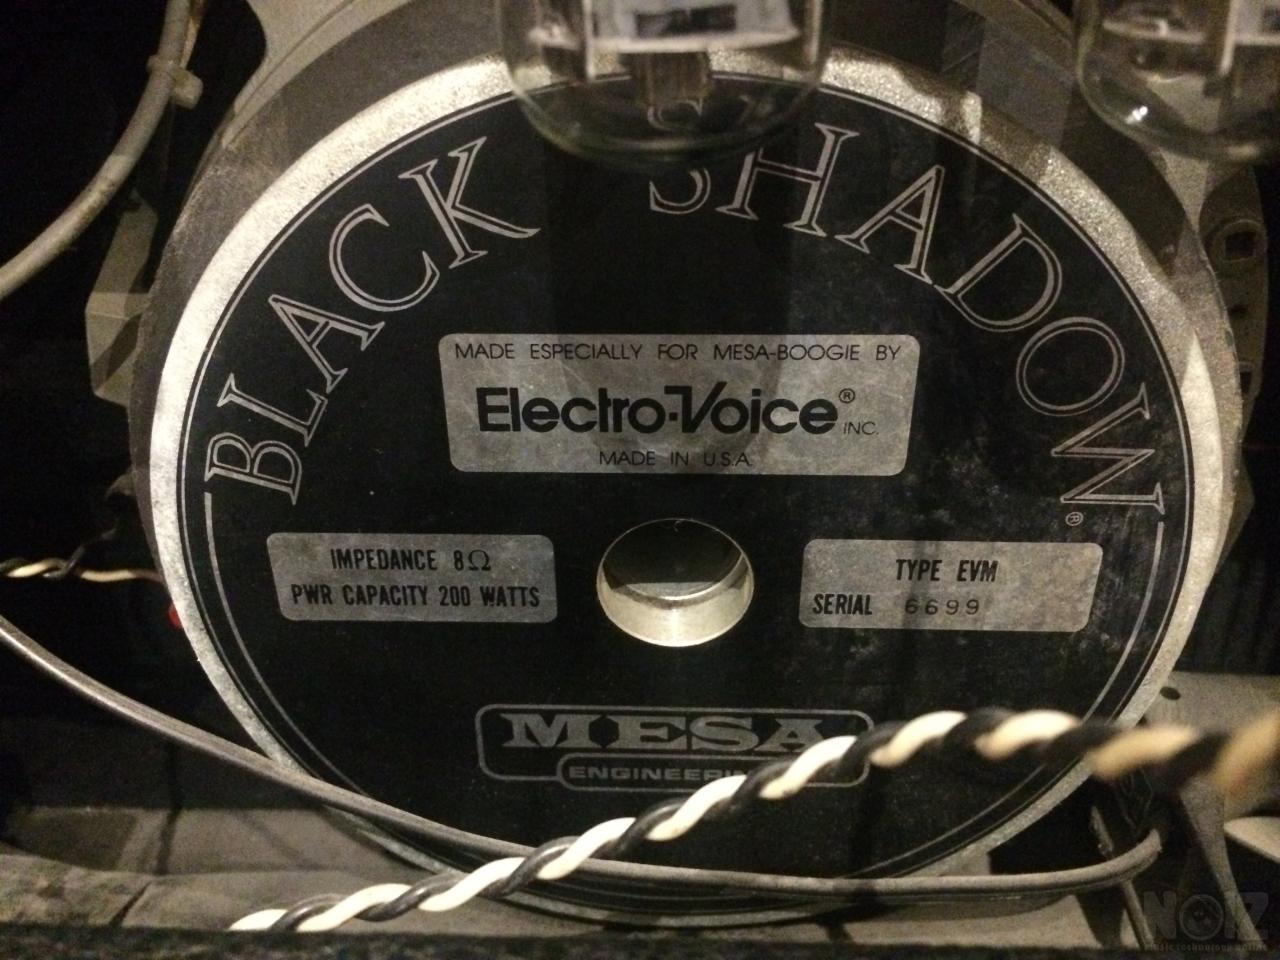 BLACK SHADOW®
MADE ESPECIALLY FOR MESA-BOOGIE BY
Electro-Voice®
INC.
MADE IN U.S.A
IMPEDANCE 8Ω
PWR CAPACITY 200 WATTS
TYPE EVM
SERIAL 6699
MESA
NOIZ